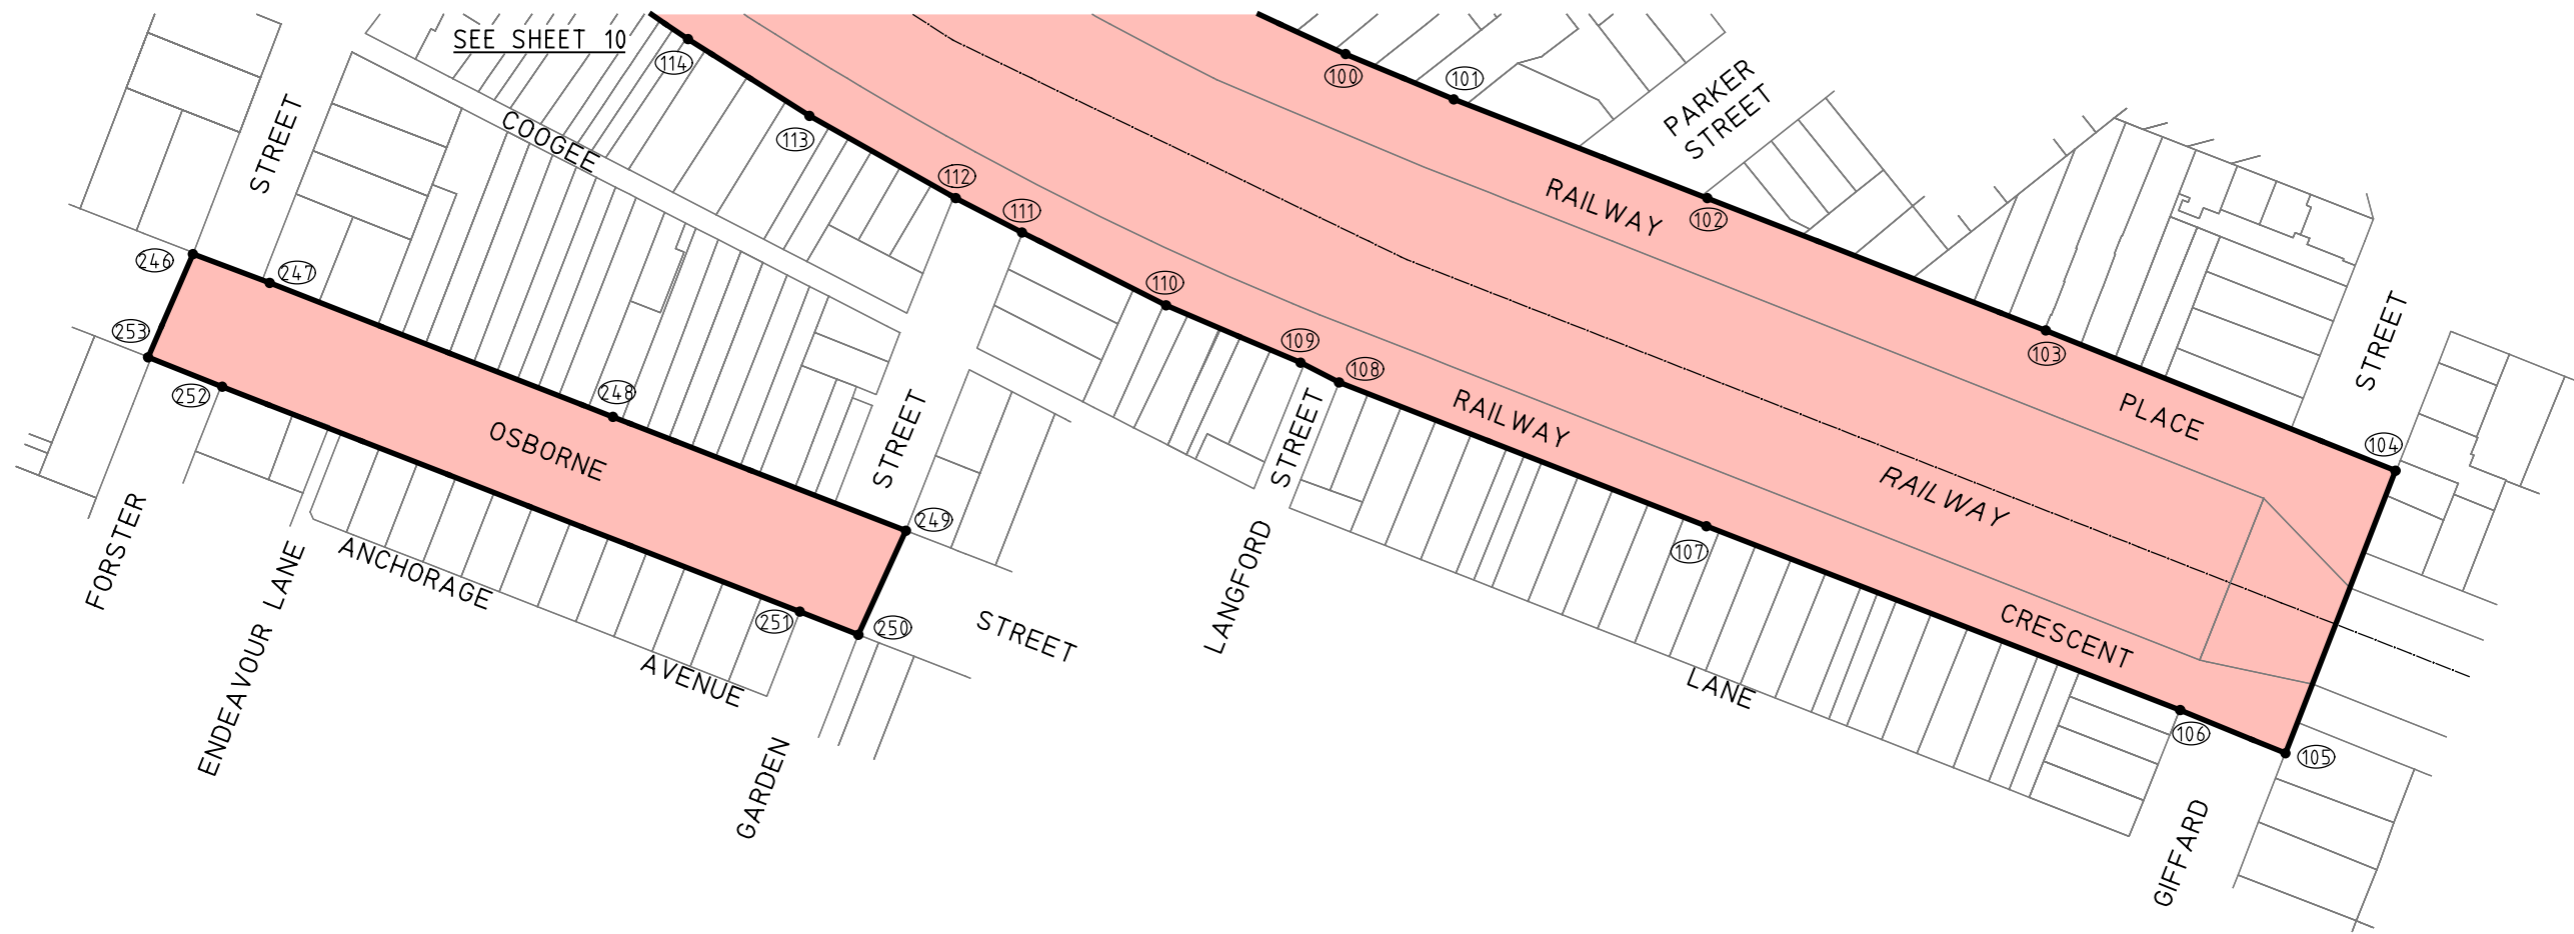 SEE SHEET 10
114
100
101
PARKER
STREET
STREET
COOGEE
113
112
111
RAILWAY
102
246
247
110
103
STREET
253
109
108
252
248
OSBORNE
STREET
STREET
RAILWAY
PLACE
104
RAILWAY
249
107
FORSTER
ENDEAVOUR LANE
ANCHORAGE
LANGFORD
251
250
STREET
CRESCENT
AVENUE
LANE
106
105
GARDEN
GIFFARD